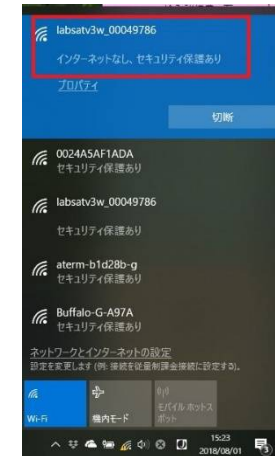 labsatv3w_00049786
インターネットなし、セキュリティ保護あり
プロパティ
切断
0024A5AF1ADA
セキュリティ保護あり
labsatv3w_00049786
セキュリティ保護あり
aterm-b1d28b-g
セキュリティ保護あり
Buffalo-G-A97A
セキュリティ保護あり
ネットワークとインターネットの設定
設定を変更します (例: 接続を従量制課金接続に設定する)。
Wi-Fi
機内モード
モバイル ホットスポット
15:23
2018/08/01